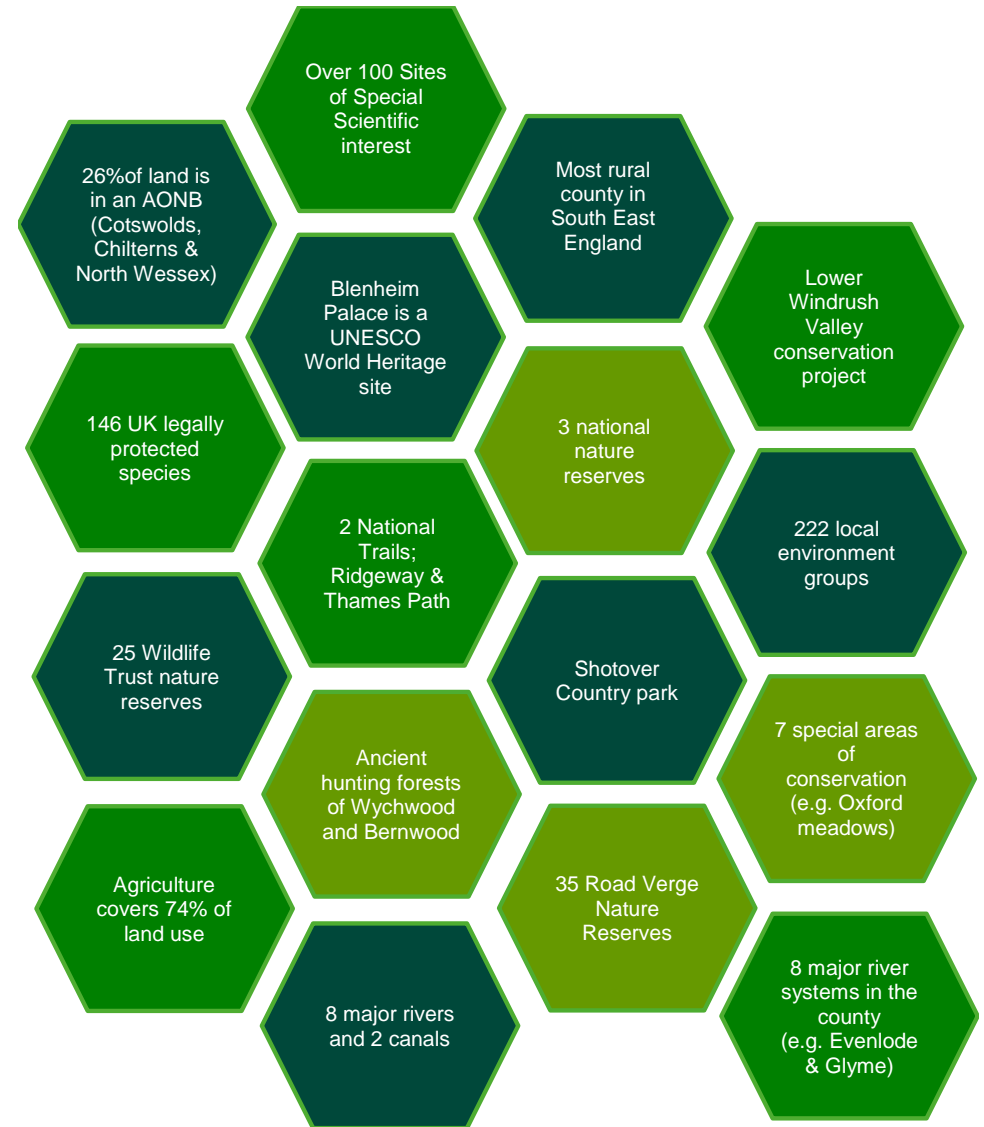 Over 100 Sites
of Special
Scientific
interest
26%of land is
in an AONB
(Cotswolds,
Chilterns &
North Wessex)
Most rural
county in
South East
England
Blenheim
Palace is a
UNESCO
World Heritage
site
Lower
Windrush
Valley
conservation
project
146 UK legally
protected
species
3 national
nature
reserves
2 National
Trails;
Ridgeway &
Thames Path
222 local
environment
groups
25 Wildlife
Trust nature
reserves
Shotover
Country park
Ancient
hunting forests
of Wychwood
and Bernwood
7 special areas
of
conservation
(e.g. Oxford
meadows)
Agriculture
covers 74% of
land use
35 Road Verge
Nature
Reserves
8 major rivers
and 2 canals
8 major river
systems in the
county
(e.g. Evenlode
& Glyme)